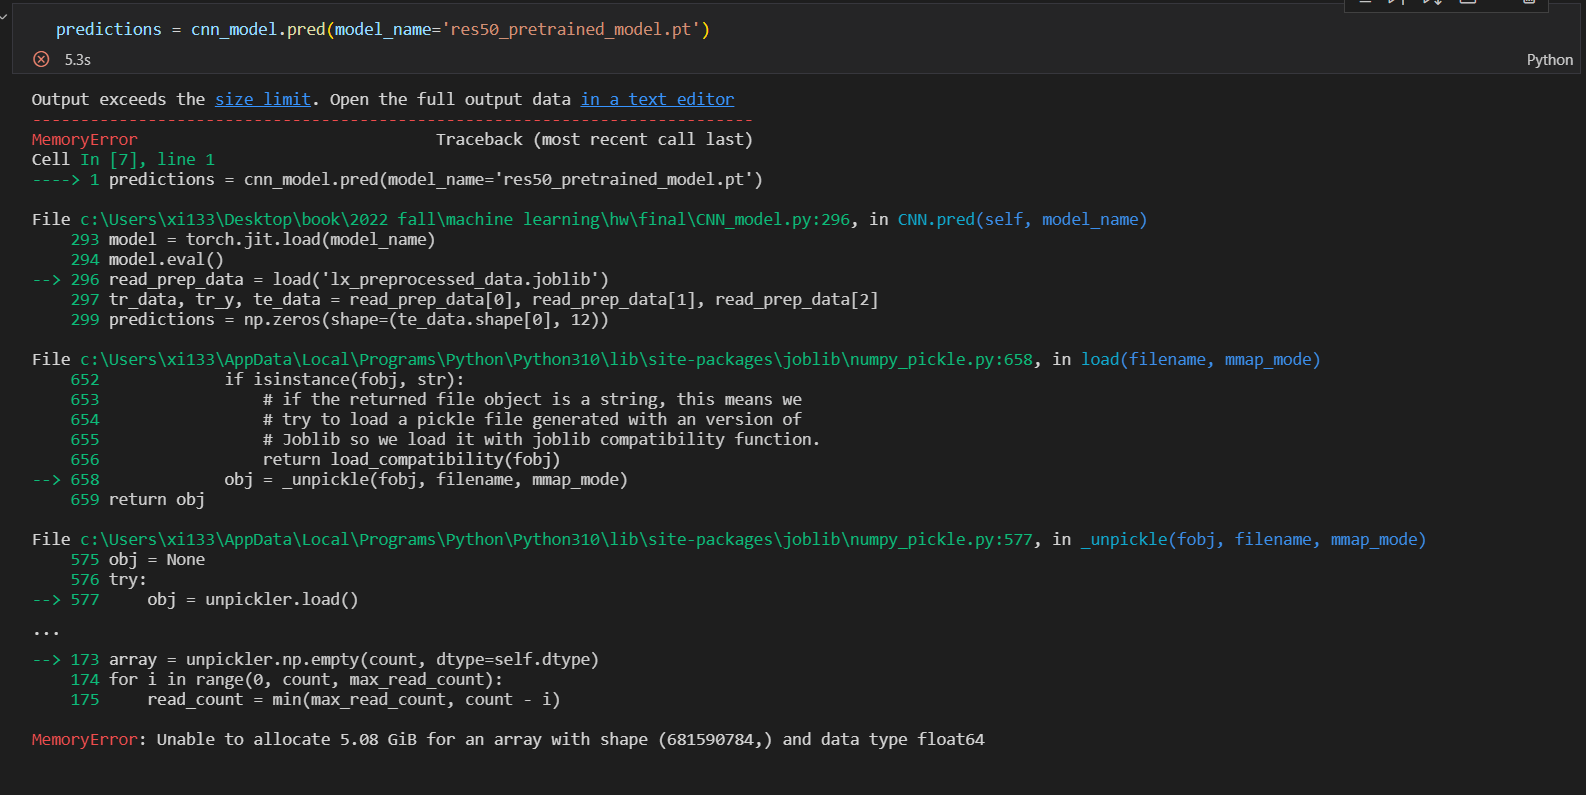 predictions = cnn_model.pred(model_name='res50_pretrained_model.pt')
5.3s
Python
Output exceeds the size limit. Open the full output data in a text editor
---------------------------------------------------------------------------
MemoryError                               Traceback (most recent call last)
Cell In [7], line 1
----> 1 predictions = cnn_model.pred(model_name='res50_pretrained_model.pt')
File c:\Users\xi133\Desktop\book\2022 fall\machine learning\hw\final\CNN_model.py:296, in CNN.pred(self, model_name)
    293 model = torch.jit.load(model_name)
    294 model.eval()
--> 296 read_prep_data = load('lx_preprocessed_data.joblib')
    297 tr_data, tr_y, te_data = read_prep_data[0], read_prep_data[1], read_prep_data[2]
    299 predictions = np.zeros(shape=(te_data.shape[0], 12))
File c:\Users\xi133\AppData\Local\Programs\Python\Python310\lib\site-packages\joblib\numpy_pickle.py:658, in load(filename, mmap_mode)
    652             if isinstance(fobj, str):
    653                 # if the returned file object is a string, this means we
    654                 # try to load a pickle file generated with an version of
    655                 # Joblib so we load it with joblib compatibility function.
    656                 return load_compatibility(fobj)
--> 658             obj = _unpickle(fobj, filename, mmap_mode)
    659 return obj
File c:\Users\xi133\AppData\Local\Programs\Python\Python310\lib\site-packages\joblib\numpy_pickle.py:577, in _unpickle(fobj, filename, mmap_mode)
    575 obj = None
    576 try:
--> 577     obj = unpickler.load()
...
--> 173 array = unpickler.np.empty(count, dtype=self.dtype)
    174 for i in range(0, count, max_read_count):
    175     read_count = min(max_read_count, count - i)
MemoryError: Unable to allocate 5.08 GiB for an array with shape (681590784,) and data type float64